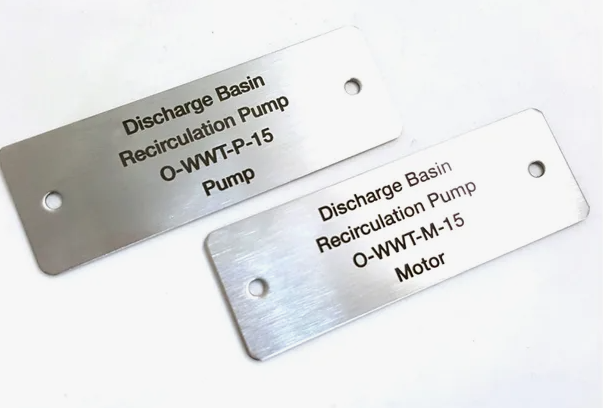 Discharge Basin
Recirculation Pump
O-WWT-P-15
Pump
Discharge Basin
Recirculation Pump
O-WWT-M-15
Motor